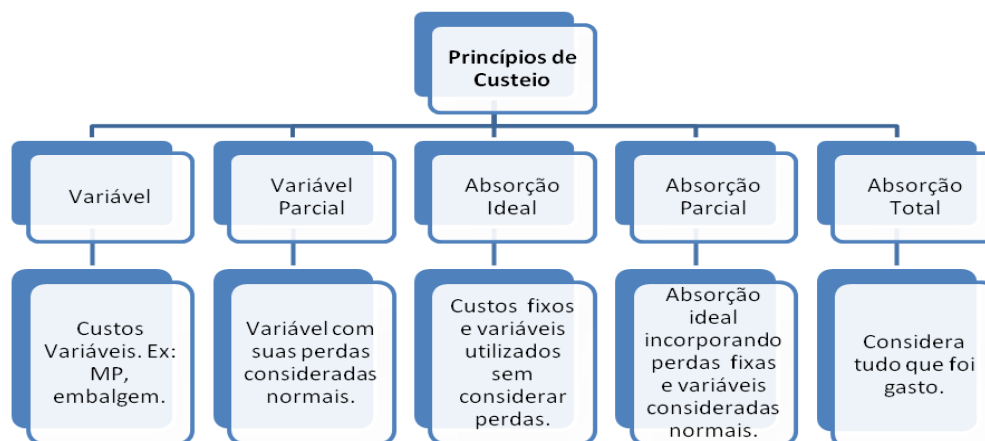 Princípios de
Custeio
Variável
Variável
Parcial
Absorção
Ideal
Absorção
Parcial
Absorção
Total
Custos
Variáveis. Ex:
MP,
embalgem.
Variável com
suas perdas
consideradas
normais.
Custos fixos
e variáveis
utilizados
sem
considerar
perdas.
Absorção
ideal
incorporando
perdas fixas
e variáveis
consideradas
normais.
Considera
tudo que foi
gasto.